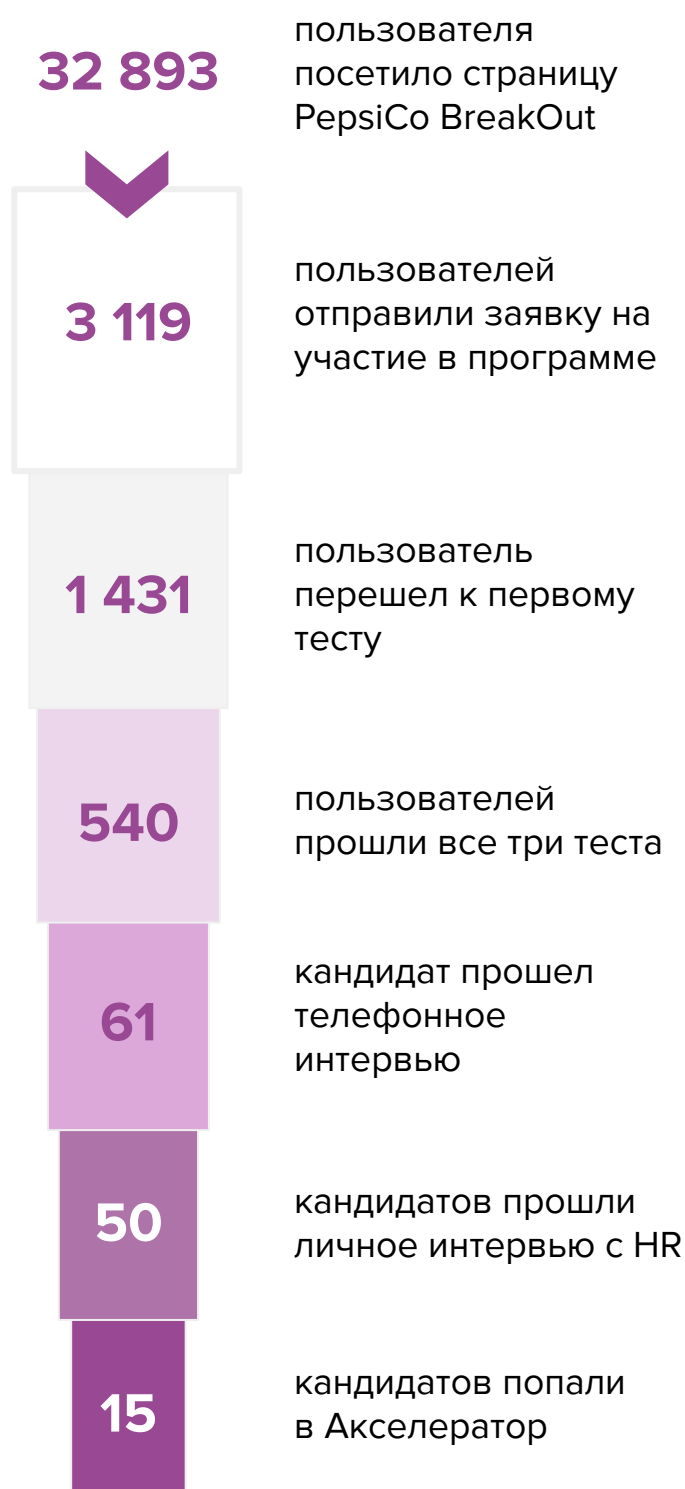 32 893
пользователя
посетило страницу
PepsiCo BreakOut
3 119
пользователей
отправили заявку на
участие в программе
1 431
пользователь
перешел к первому
тесту
540
пользователей
прошли все три теста
61
кандидат прошел
телефонное
интервью
50
кандидатов прошли
личное интервью с HR
15
кандидатов попали
в Акселератор